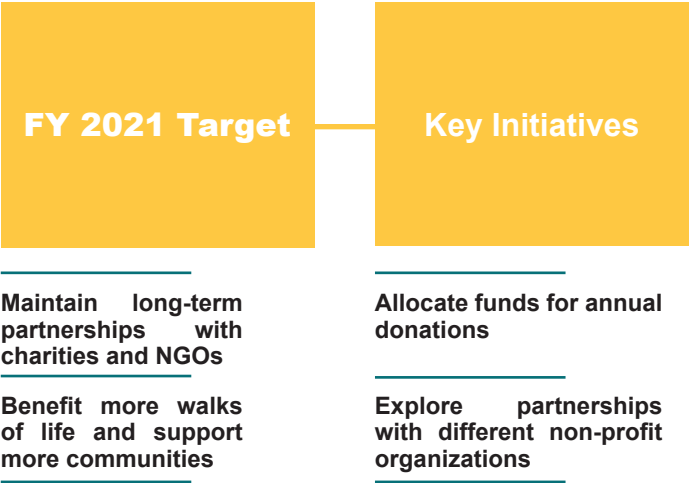 FY 2021 Target
Key Initiatives
Maintain long-term
partnerships with
charities and NGOs
Allocate funds for annual
donations
Benefit more walks
of life and support
more communities
Explore partnerships
with different non-profit
organizations